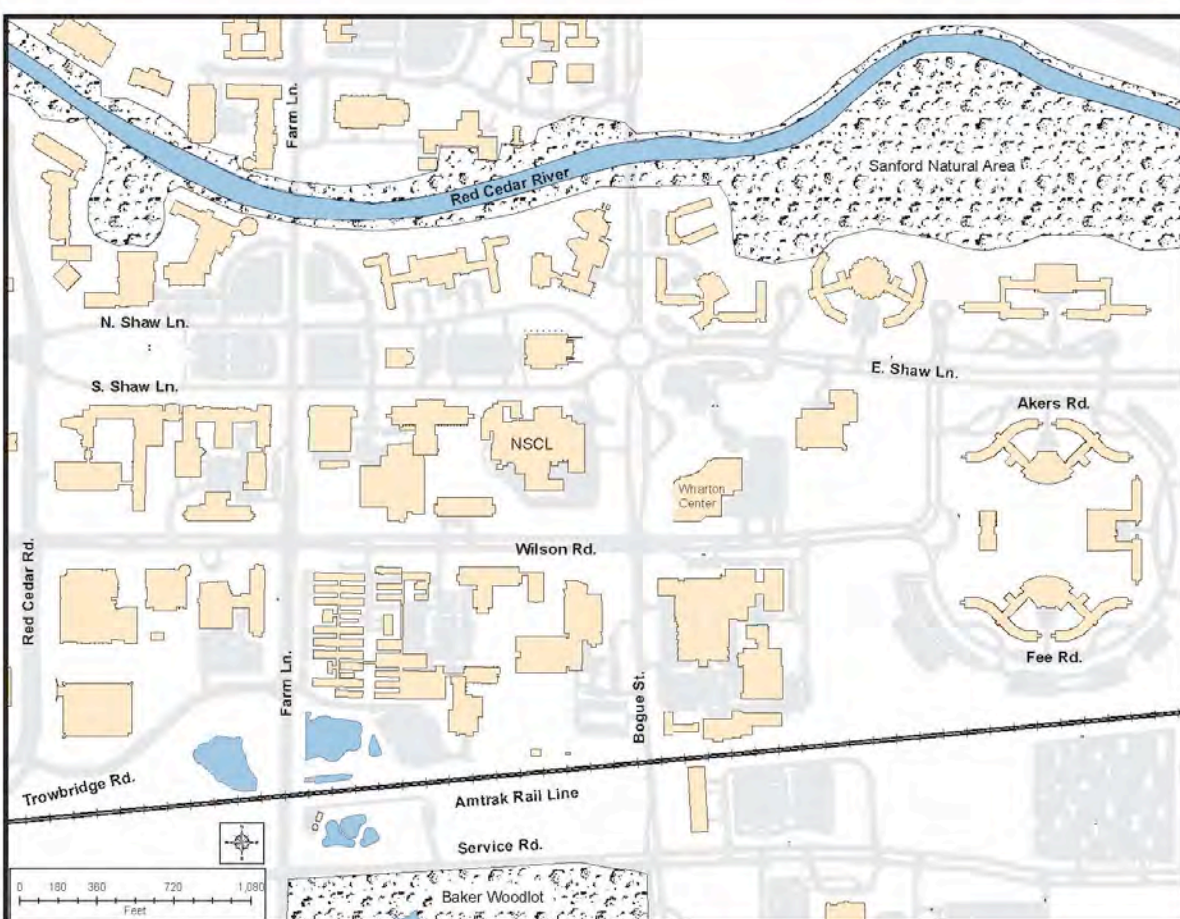 Farm Ln.
Sanford Natural Area
Red Cedar River
N. Shaw Ln.
E. Shaw Ln.
S. Shaw Ln.
Akers Rd.
NSCL
Wharton
Center
Wilson Rd.
Red Cedar Rd.
Farm Ln.
Fee Rd.
Bogue St.
Trowbridge Rd.
Amtrak Rail Line
Service Rd.
0 180 360 720 1,080
Feet
Baker Woodlot